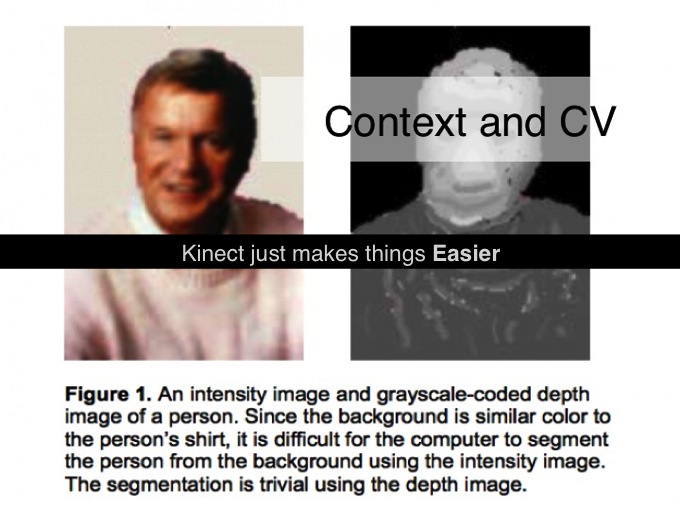 Context and CV
Kinect just makes things Easier
Figure 1. An intensity image and grayscale-coded depth
image of a person. Since the background is similar color to
the person's shirt, it is difficult for the computer to segment
the person from the background using the intensity image.
The segmentation is trivial using the depth image.